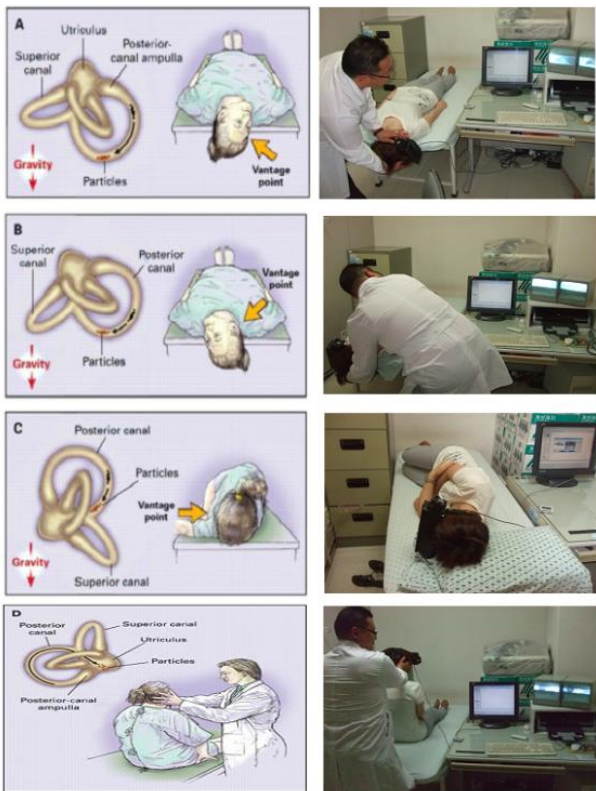 A
Utriculus
Superior
canal
Posterior-
canal ampulla
Gravity
Particles
Vantage
point
B
Superior
canal
Posterior
canal
Vantage
point
Particles
Gravity
C
Posterior canal
Particles
Vantage
point
Gravity
Superior canal
D
Posterior
canal
Superior canal
Utriculus
Particles
Posterior-canal
ampulla